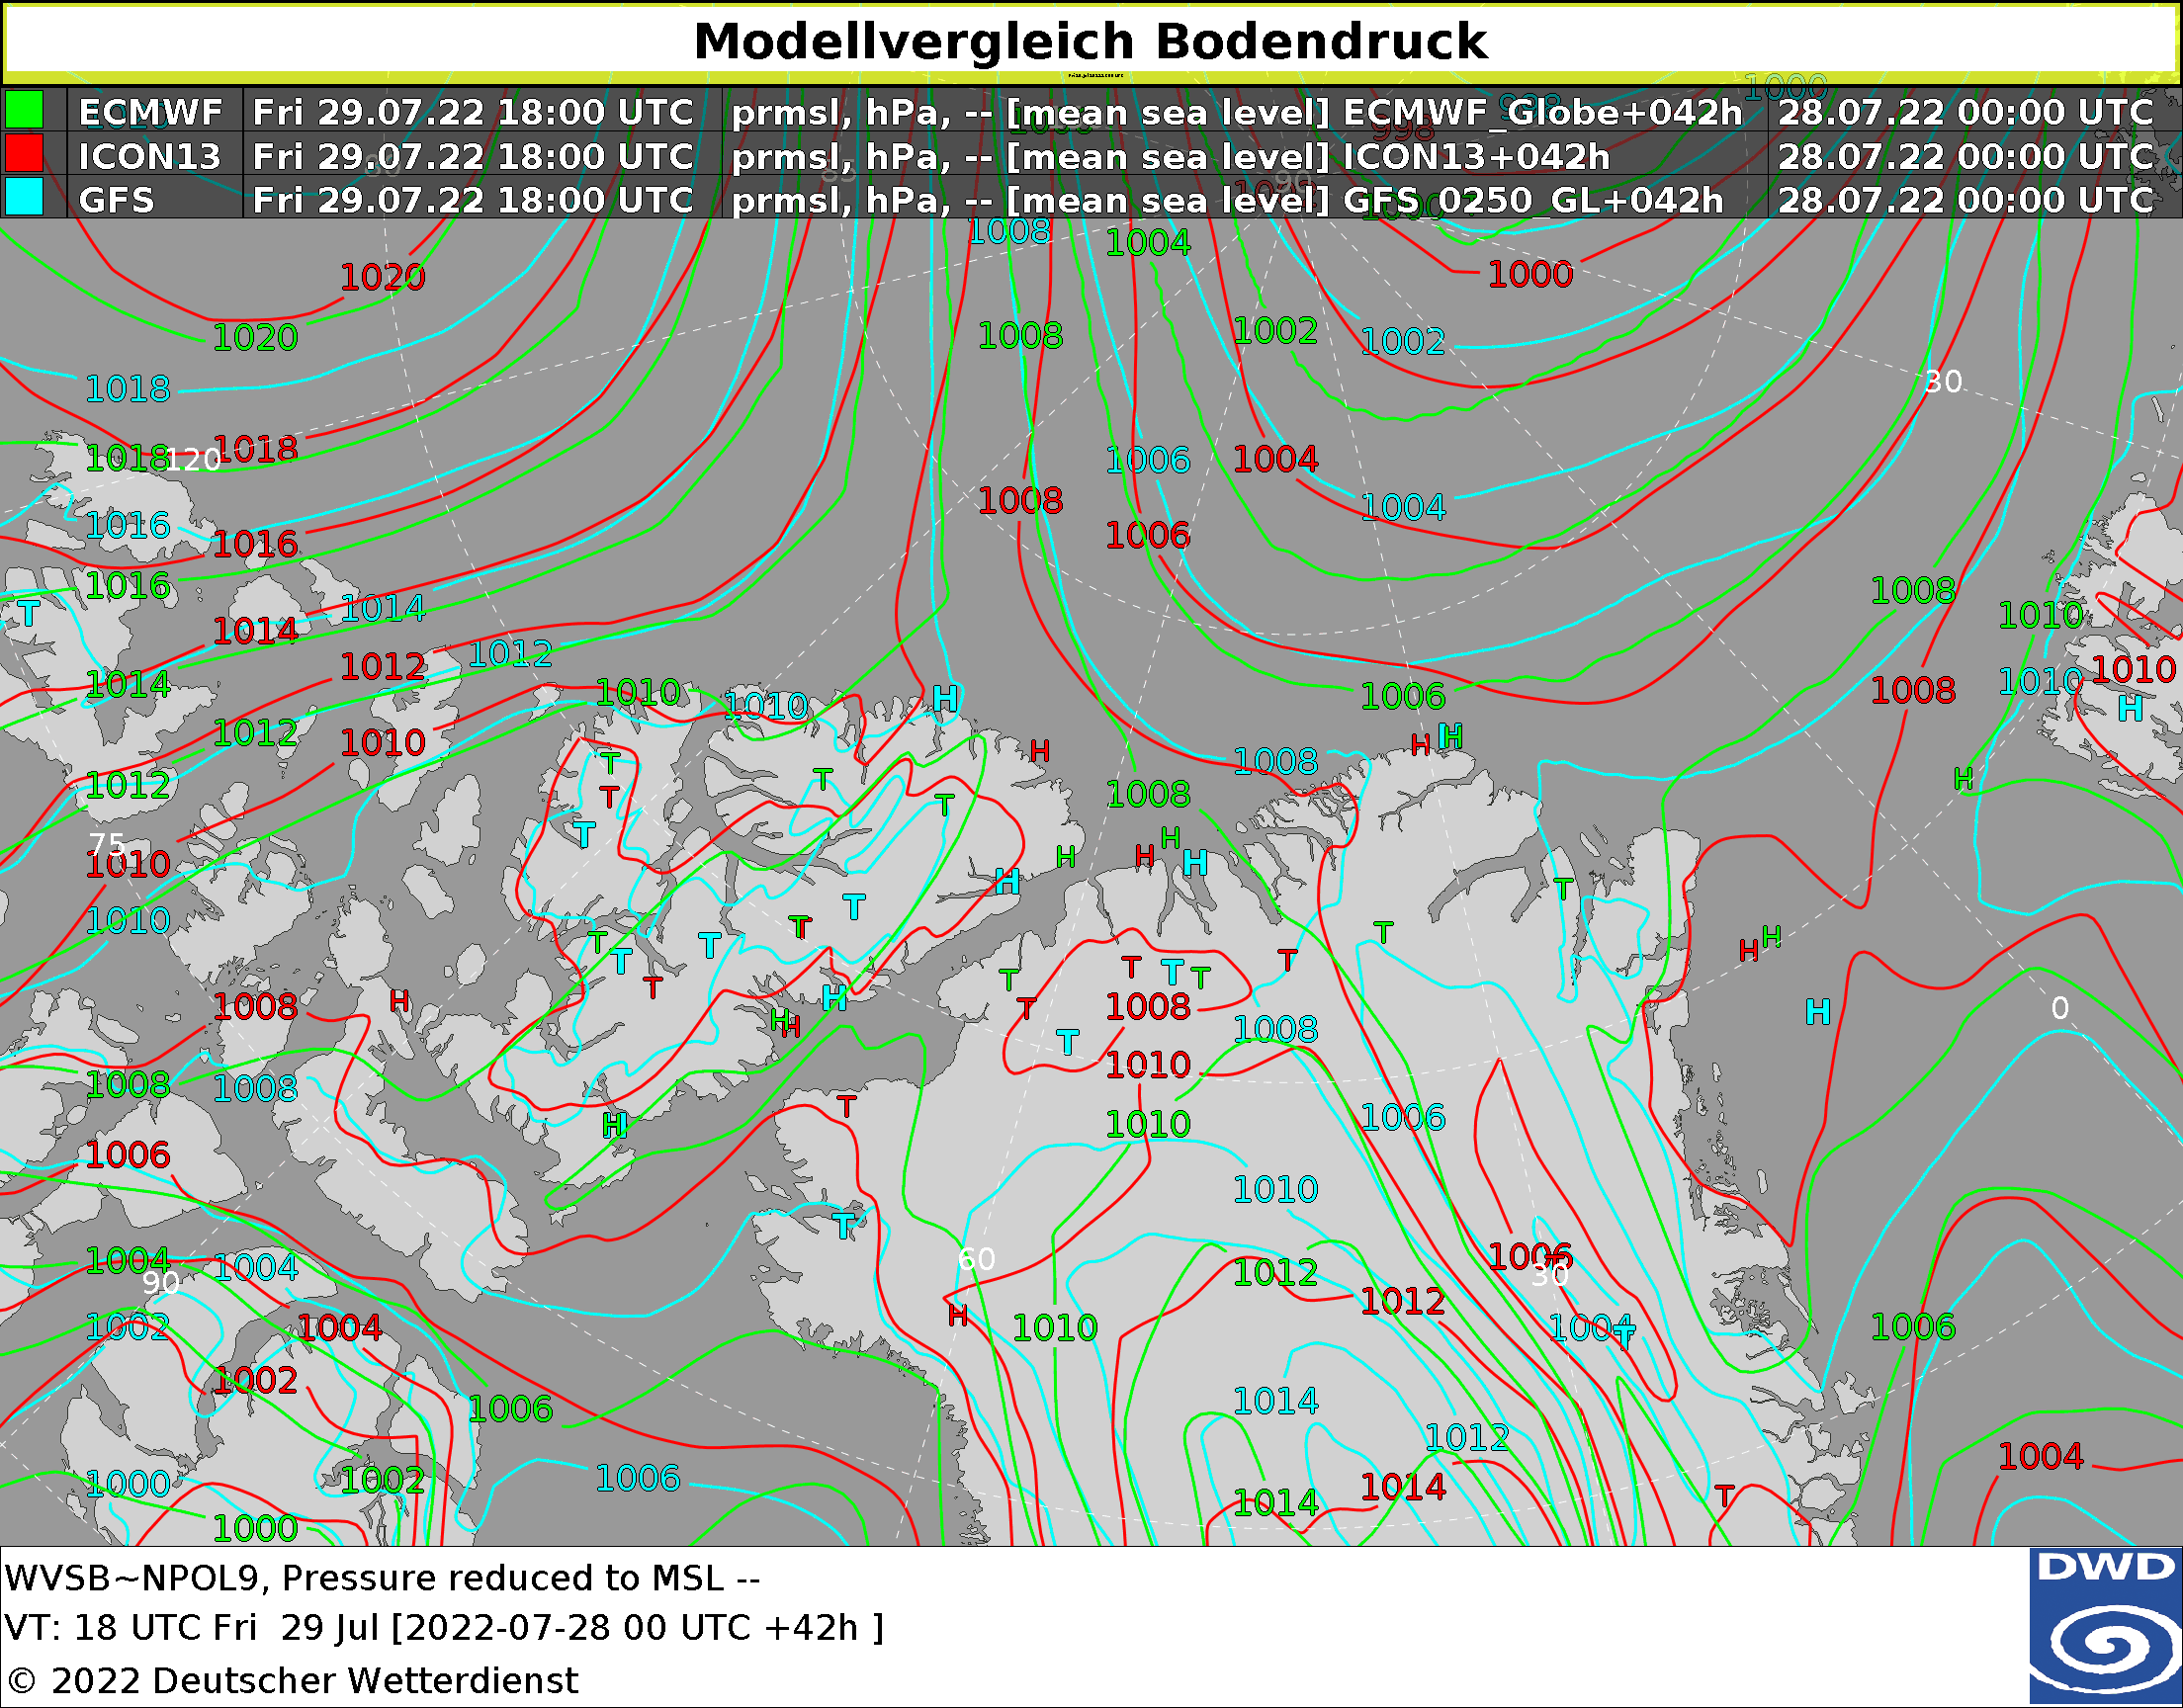 Modellvergleich Bodendruck
ECMWF Fri 29.07.22 18:00 UTC prmsl, hPa, -- [mean sea level] ECMWF_Globe+042h 28.07.22 00:00 UTC
ICON13 Fri 29.07.22 18:00 UTC prmsl, hPa, -- [mean sea level] ICON13+042h 28.07.22 00:00 UTC
GFS Fri 29.07.22 18:00 UTC prmsl, hPa, -- [mean sea level] GFS_0250_GL+042h 28.07.22 00:00 UTC
1000
998
998
80
85
90
1008
1004
1020
1000
1020
1008
1002
1002
1018
30
1018
1018
120
1006
1004
1016
1008
1004
1016
1006
1016
1008
T
1014
1014
1010
1012
1012
1010
1014
1010
1010
H
1006
1008
1010
1010
H
1012
1010
H
1008
H
H
T
T
T
1012
T
1008
H
T
75
1010
T
H
H
H
H
H
T
1010
T
T
T
T
T
T
T
H
H
T
T
T
T
T
T
1008
H
H
H
H
T
T
1008
1008
H
0
T
1010
1008
1008
T
1006
1010
H
H
1006
T
1010
1004
1004
90
60
1012
1006
30
1002
1004
H
1010
1012
1004
T
1006
1002
1006
1014
1012
1000
1002
1006
1014
1014
T
1004
1000
WVSB~NPOL9, Pressure reduced to MSL --
VT: 18 UTC Fri 29 Jul [2022-07-28 00 UTC +42h ]
© 2022 Deutscher Wetterdienst
DWD